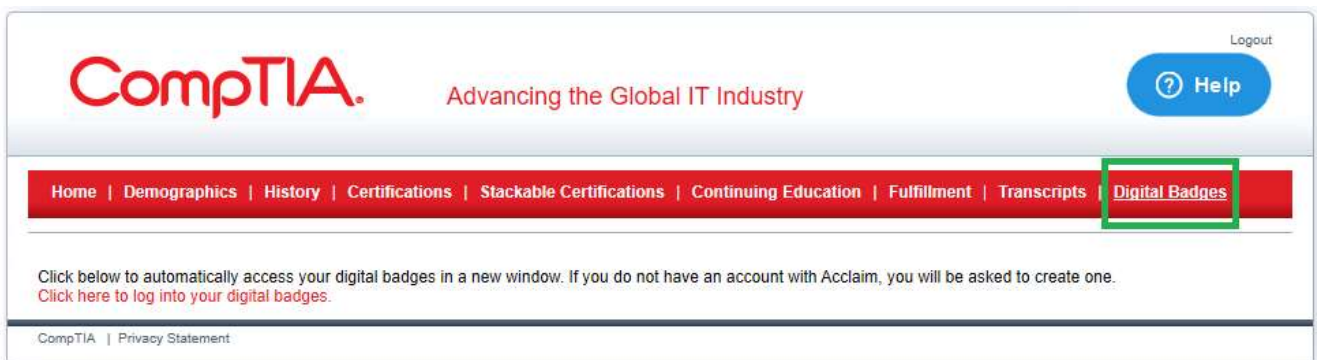 Logout
CompTIA.
Advancing the Global IT Industry
? Help
Home | Demographics | History | Certifications | Stackable Certifications | Continuing Education | Fulfillment | Transcripts | Digital Badges
Click below to automatically access your digital badges in a new window. If you do not have an account with Acclaim, you will be asked to create one.
Click here to log into your digital badges.
CompTIA | Privacy Statement